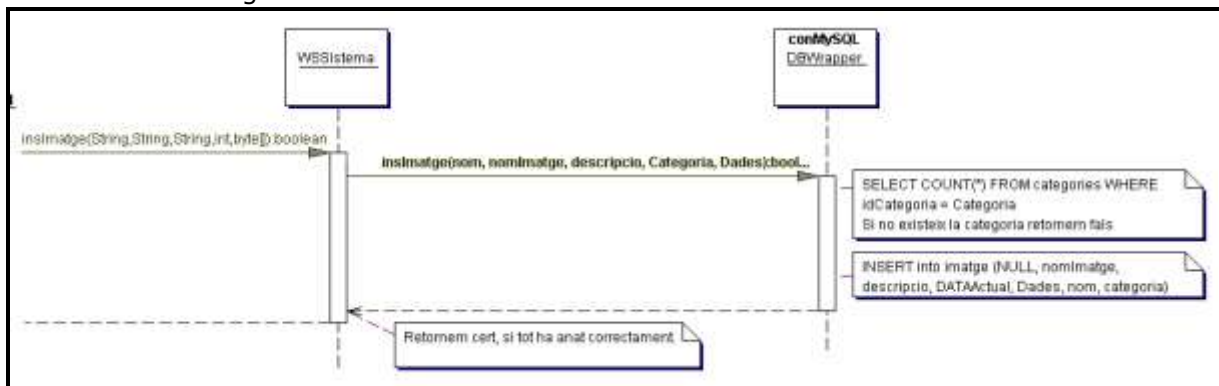 conMySQL
WSSistema
DBWrapper
insImatge(String,String,String,int,byte[]):boolean
insImatge(nom, nomImatge, descripcio, Categoria, Dades):bool...
SELECT COUNT(*) FROM categories WHERE
idCategoria = Categoria
Si no existeix la categoria retornem fals
INSERT into imatge (NULL, nomImatge,
descripcio, DATAActual, Dades, nom, categoria)
Retornem cert, si tot ha anat correctament